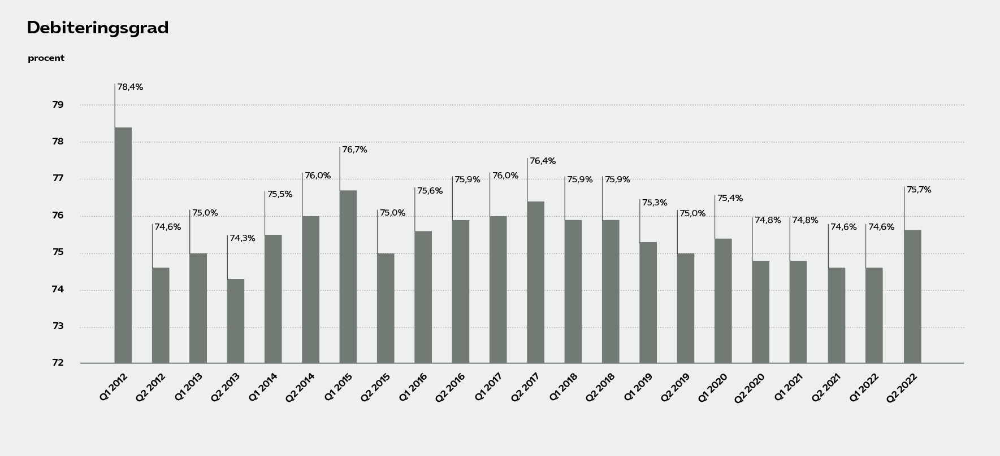 Debiteringsgrad
procent
78,4%
74,6%
75,0%
74,3%
75,5%
76,0%
76,7%
75,0%
75,6%
75,9%
76,0%
76,4%
75,9%
75,9%
75,3%
75,0%
75,4%
74,8%
74,8%
74,6%
74,6%
75,7%
79
78
77
76
75
74
73
72
Q1 2012
Q2 2012
Q1 2013
Q2 2013
Q1 2014
Q2 2014
Q1 2015
Q2 2015
Q1 2016
Q2 2016
Q1 2017
Q2 2017
Q1 2018
Q2 2018
Q1 2019
Q2 2019
Q1 2020
Q2 2020
Q1 2021
Q2 2021
Q1 2022
Q2 2022